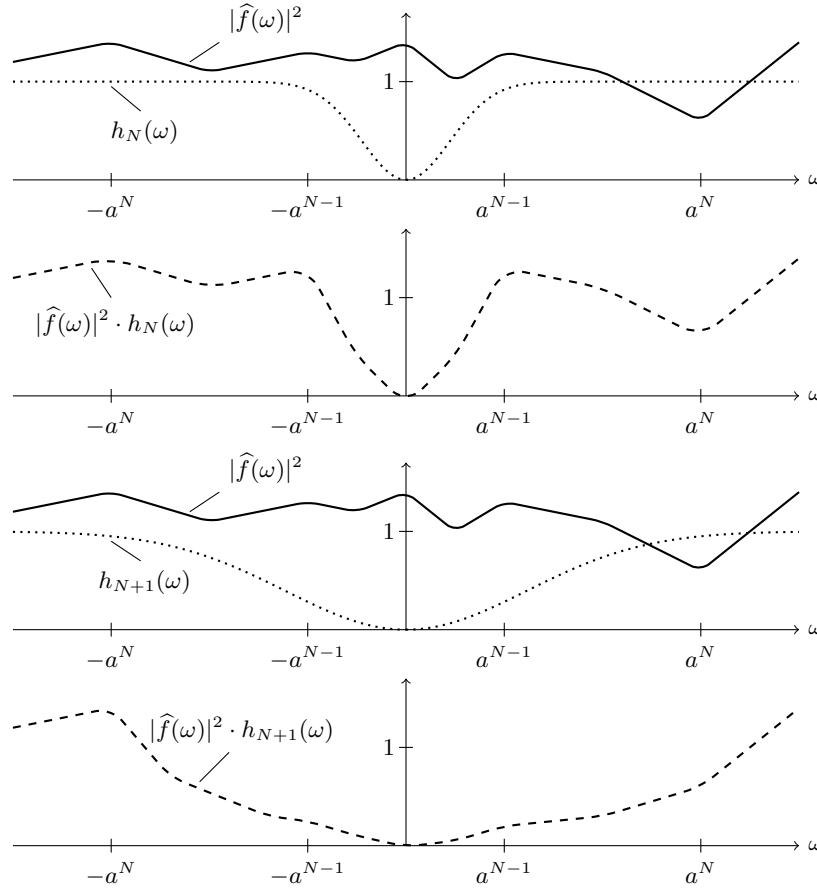 |f̂(ω)|²
1
h_N(ω)
ω
−a^N −a^{N−1} a^{N−1} a^N
1
|f̂(ω)|² · h_N(ω)
ω
−a^N −a^{N−1} a^{N−1} a^N
|f̂(ω)|²
1
h_{N+1}(ω)
ω
−a^N −a^{N−1} a^{N−1} a^N
|f̂(ω)|² · h_{N+1}(ω)
1
ω
−a^N −a^{N−1} a^{N−1} a^N